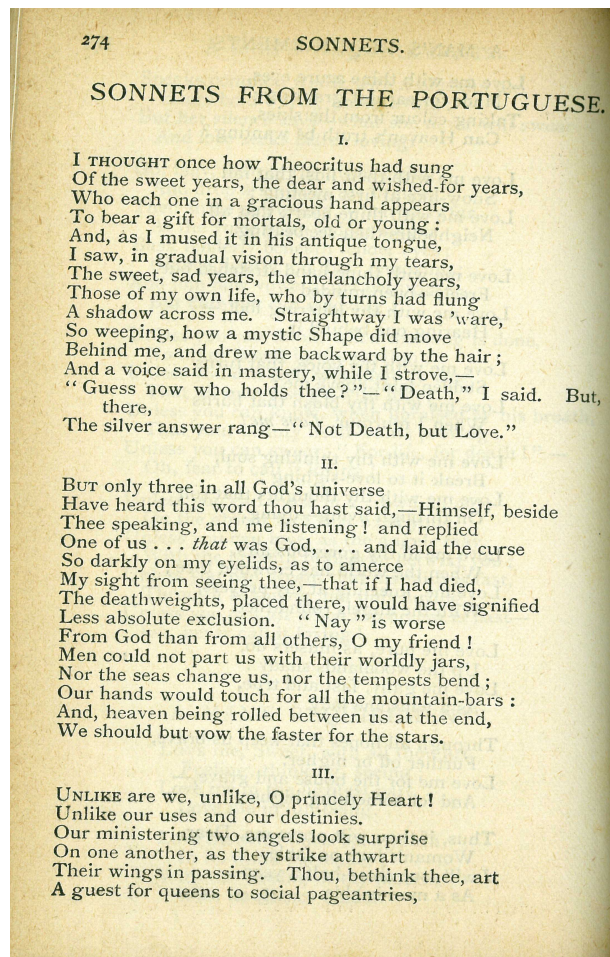 274 SONNETS.
SONNETS FROM THE PORTUGUESE.
I.
I THOUGHT once how Theocritus had sung
Of the sweet years, the dear and wished-for years,
Who each one in a gracious hand appears
To bear a gift for mortals, old or young :
And, as I mused it in his antique tongue,
I saw, in gradual vision through my tears,
The sweet, sad years, the melancholy years,
Those of my own life, who by turns had flung
A shadow across me. Straightway I was 'ware,
So weeping, how a mystic Shape did move
Behind me, and drew me backward by the hair ;
And a voice said in mastery, while I strove,—
“ Guess now who holds thee ? ”—“ Death,” I said. But,
there,
The silver answer rang—“ Not Death, but Love.”
II.
BUT only three in all God's universe
Have heard this word thou hast said,—Himself, beside
Thee speaking, and me listening ! and replied
One of us . . . that was God, . . . and laid the curse
So darkly on my eyelids, as to amerce
My sight from seeing thee,—that if I had died,
The deathweights, placed there, would have signified
Less absolute exclusion. “ Nay ” is worse
From God than from all others, O my friend !
Men could not part us with their worldly jars,
Nor the seas change us, nor the tempests bend ;
Our hands would touch for all the mountain-bars :
And, heaven being rolled between us at the end,
We should but vow the faster for the stars.
III.
UNLIKE are we, unlike, O princely Heart !
Unlike our uses and our destinies.
Our ministering two angels look surprise
On one another, as they strike athwart
Their wings in passing. Thou, bethink thee, art
A guest for queens to social pageantries,